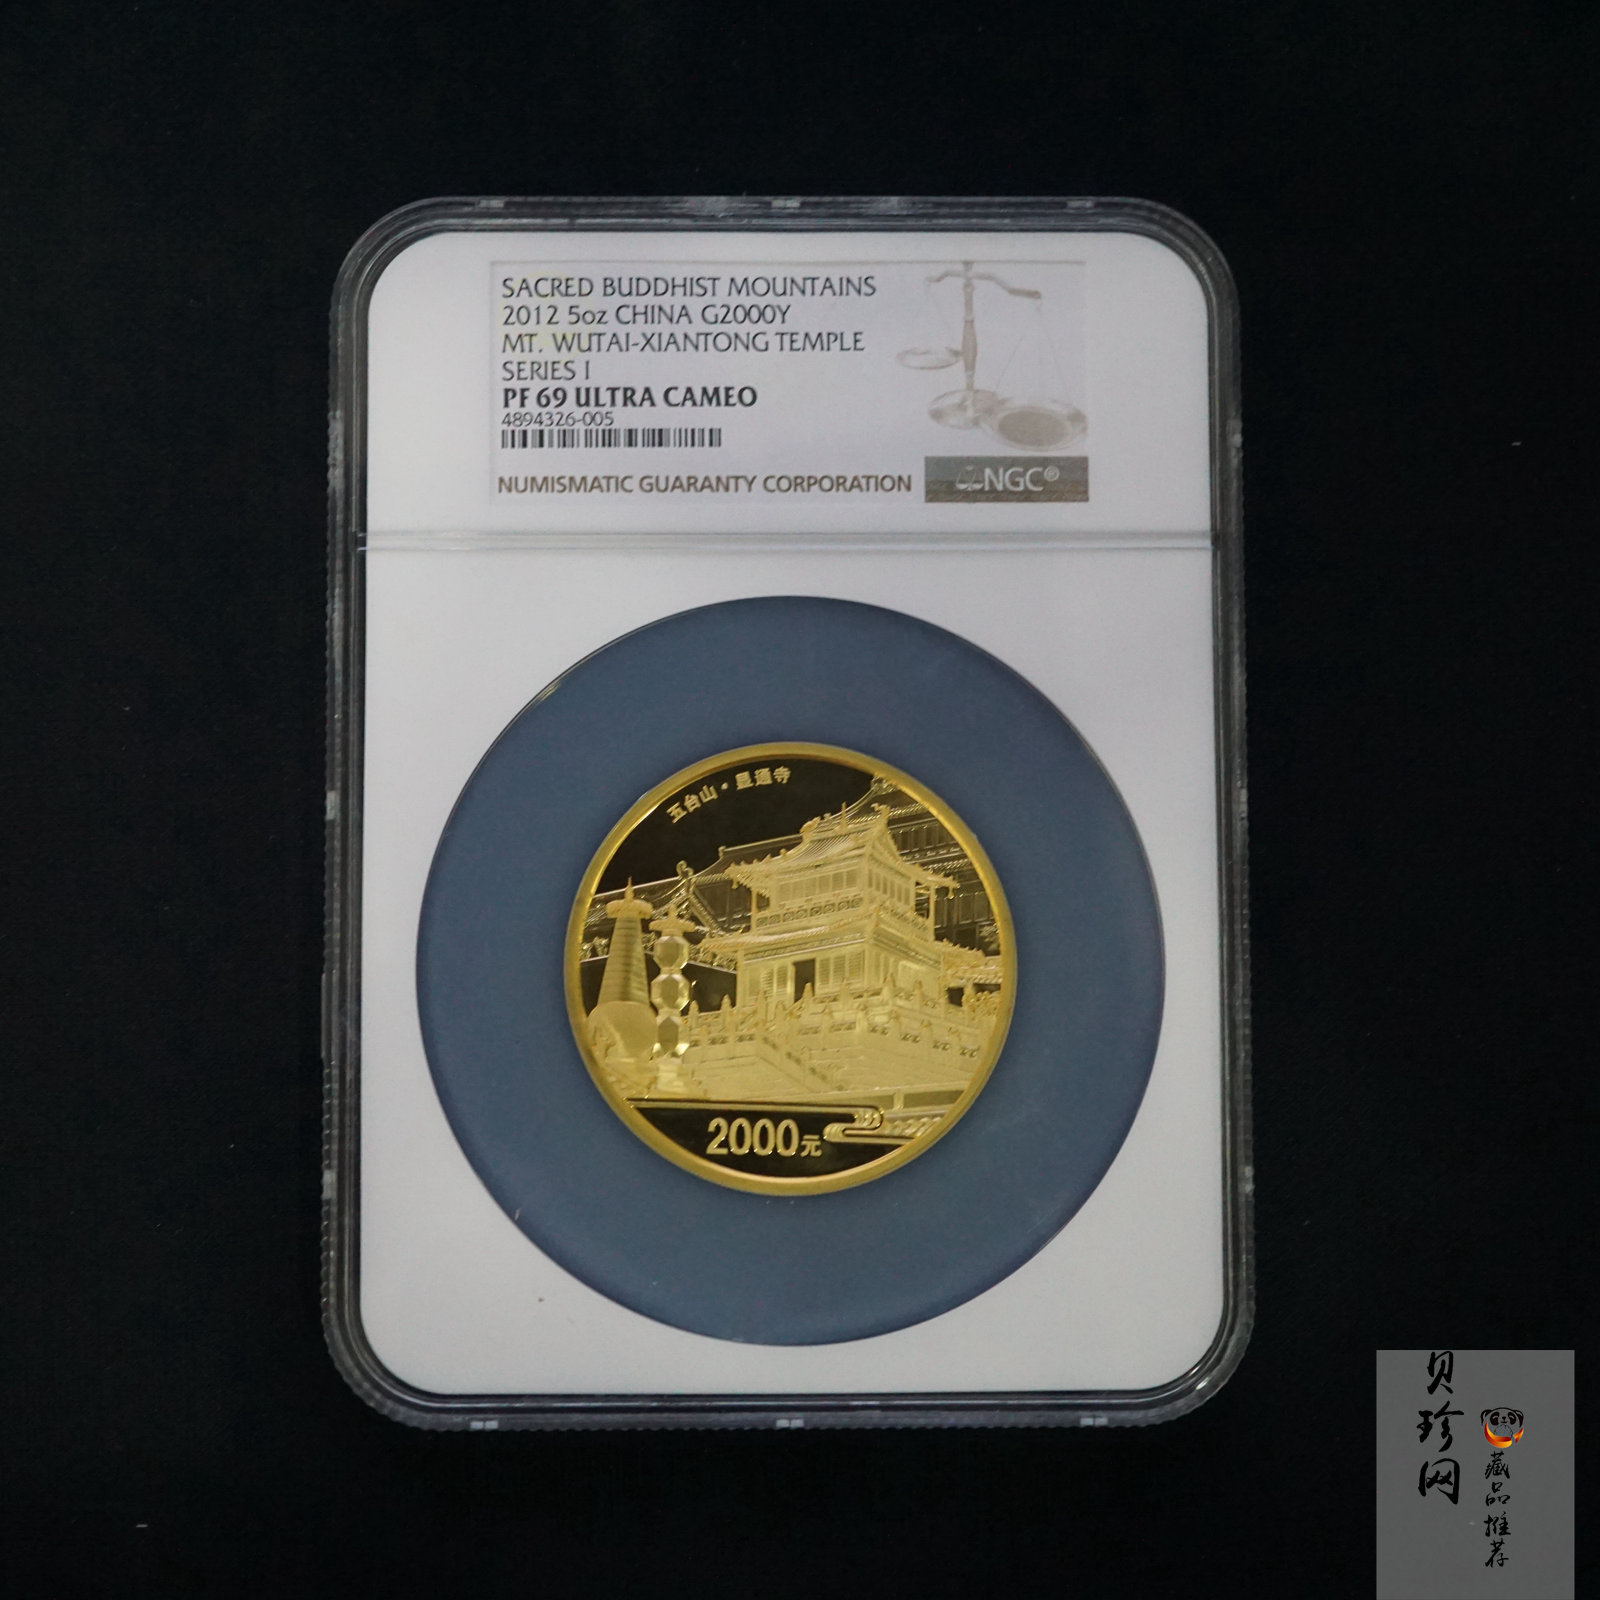 SACRED BUDDHIST MOUNTAINS
2012 5oz CHINA G2000Y
MT. WUTAI-XIANTONG TEMPLE
SERIES I
PF 69 ULTRA CAMEO
4894326-005
NUMISMATIC GUARANTY CORPORATION
NGC®
五台山·显通寺
2000元
贝珍网
藏品推荐